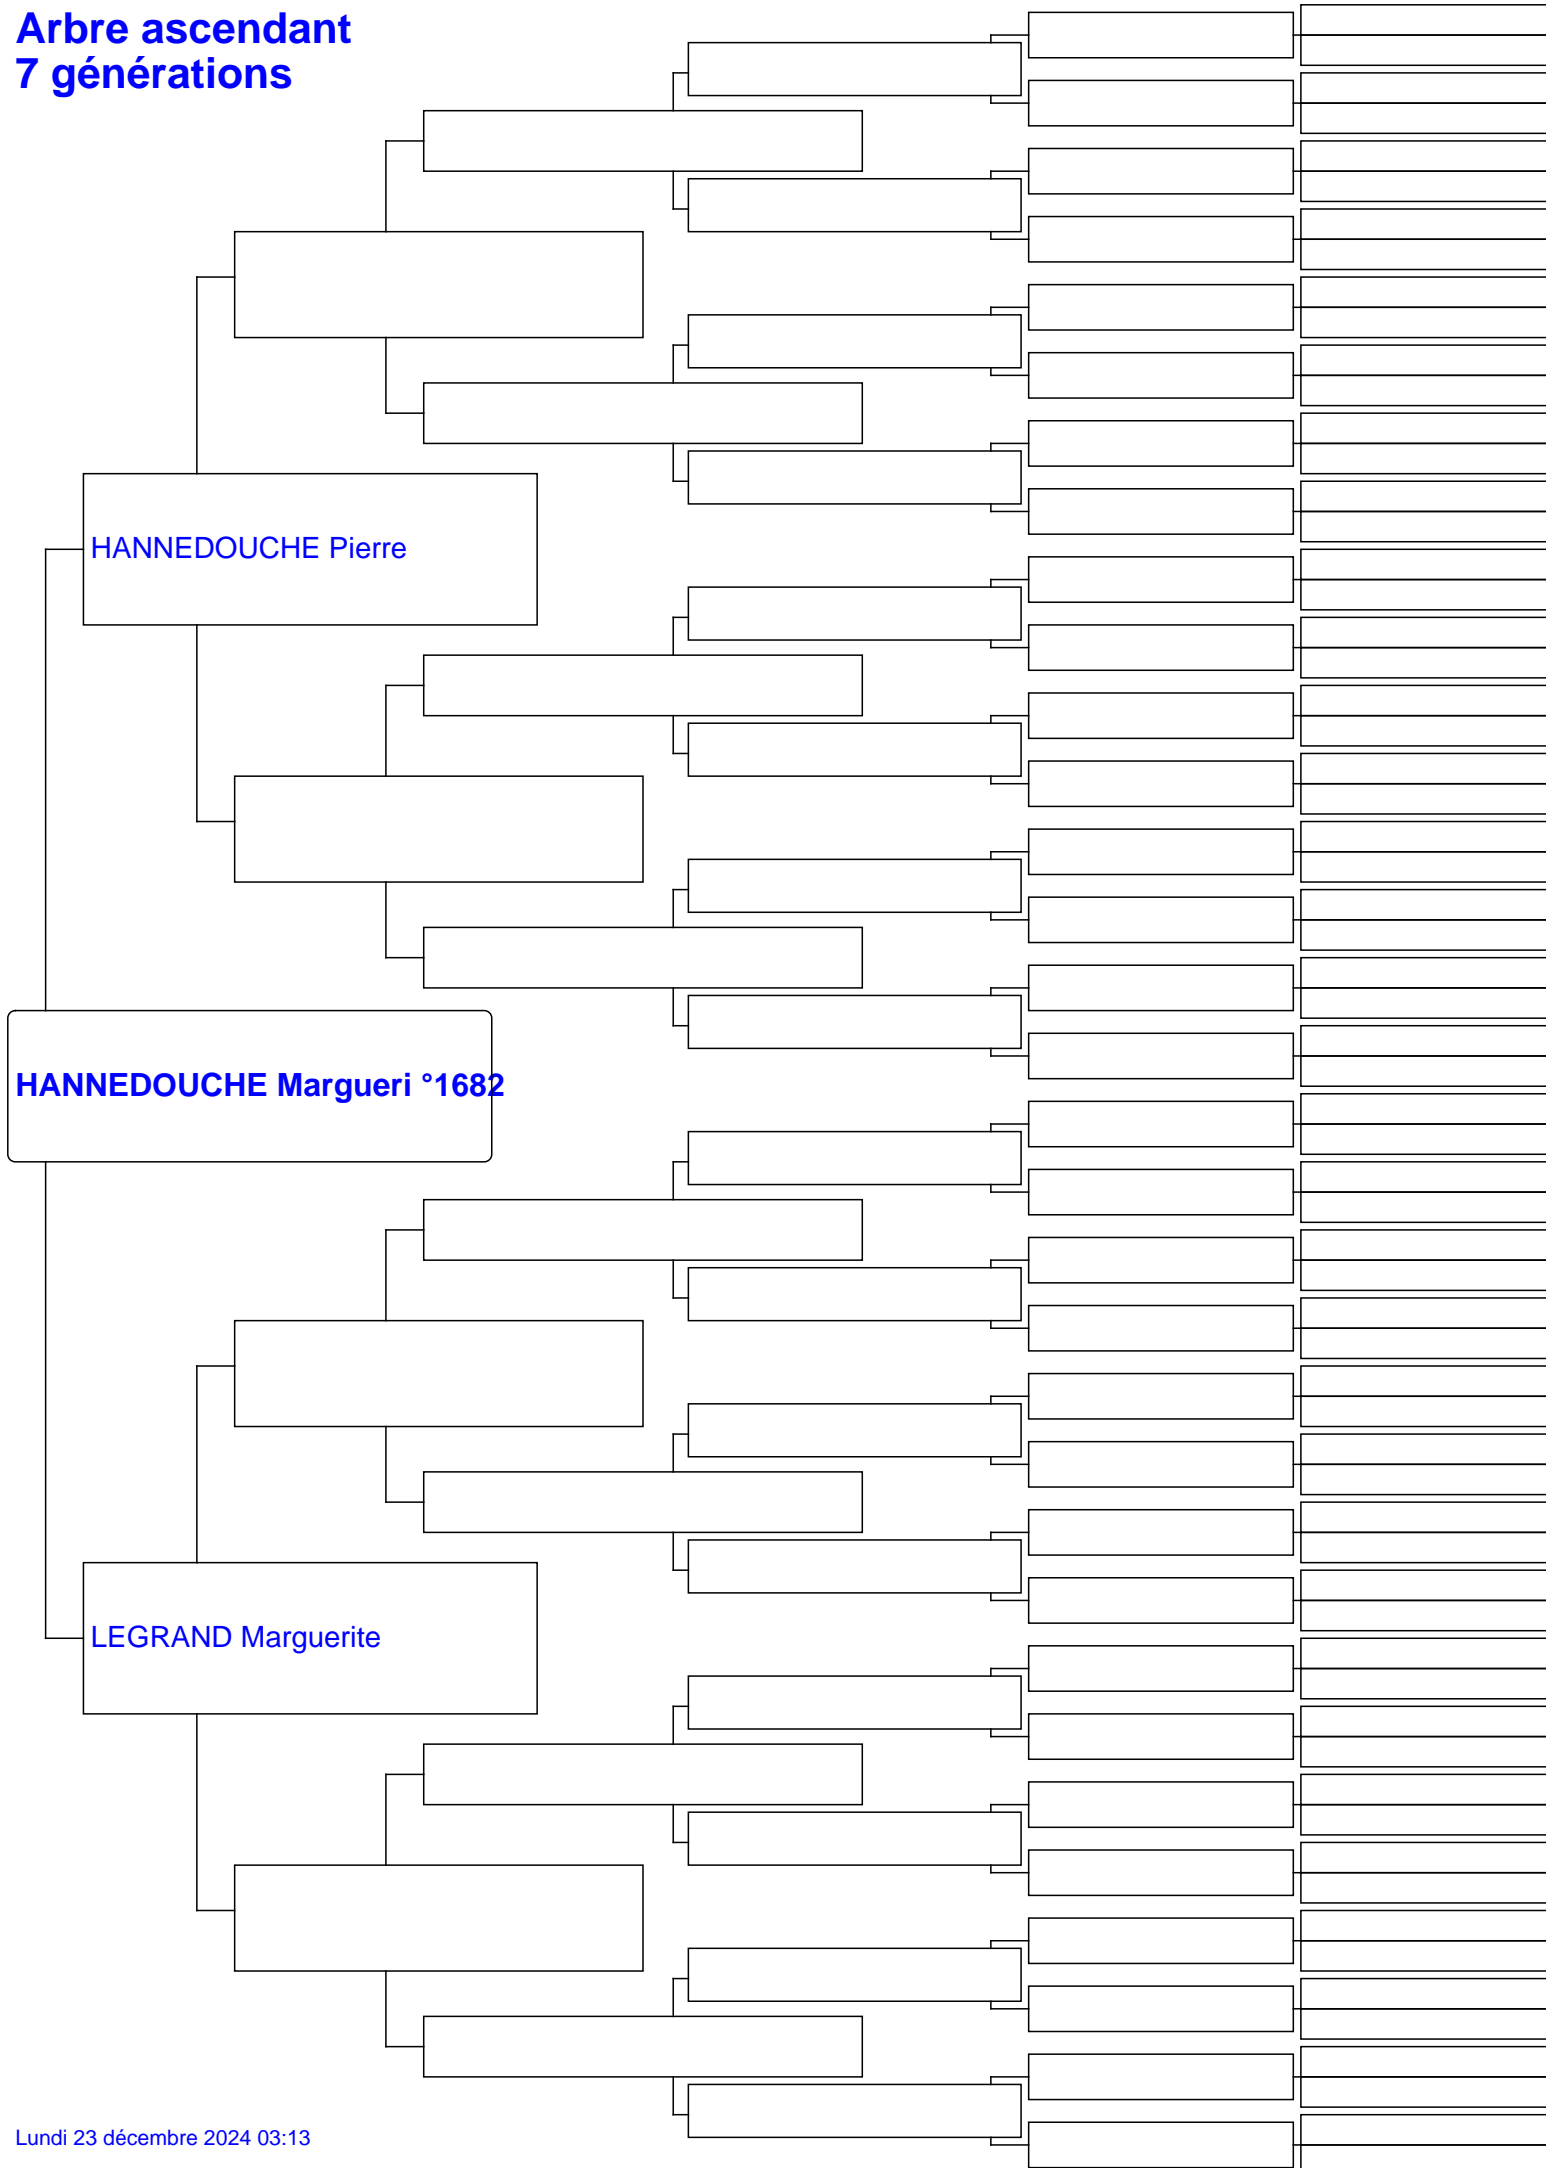 Arbre ascendant
7 générations
HANNEDOUCHE Pierre
HANNEDOUCHE Margueri °1682
LEGRAND Marguerite
Lundi 23 décembre 2024 03:13